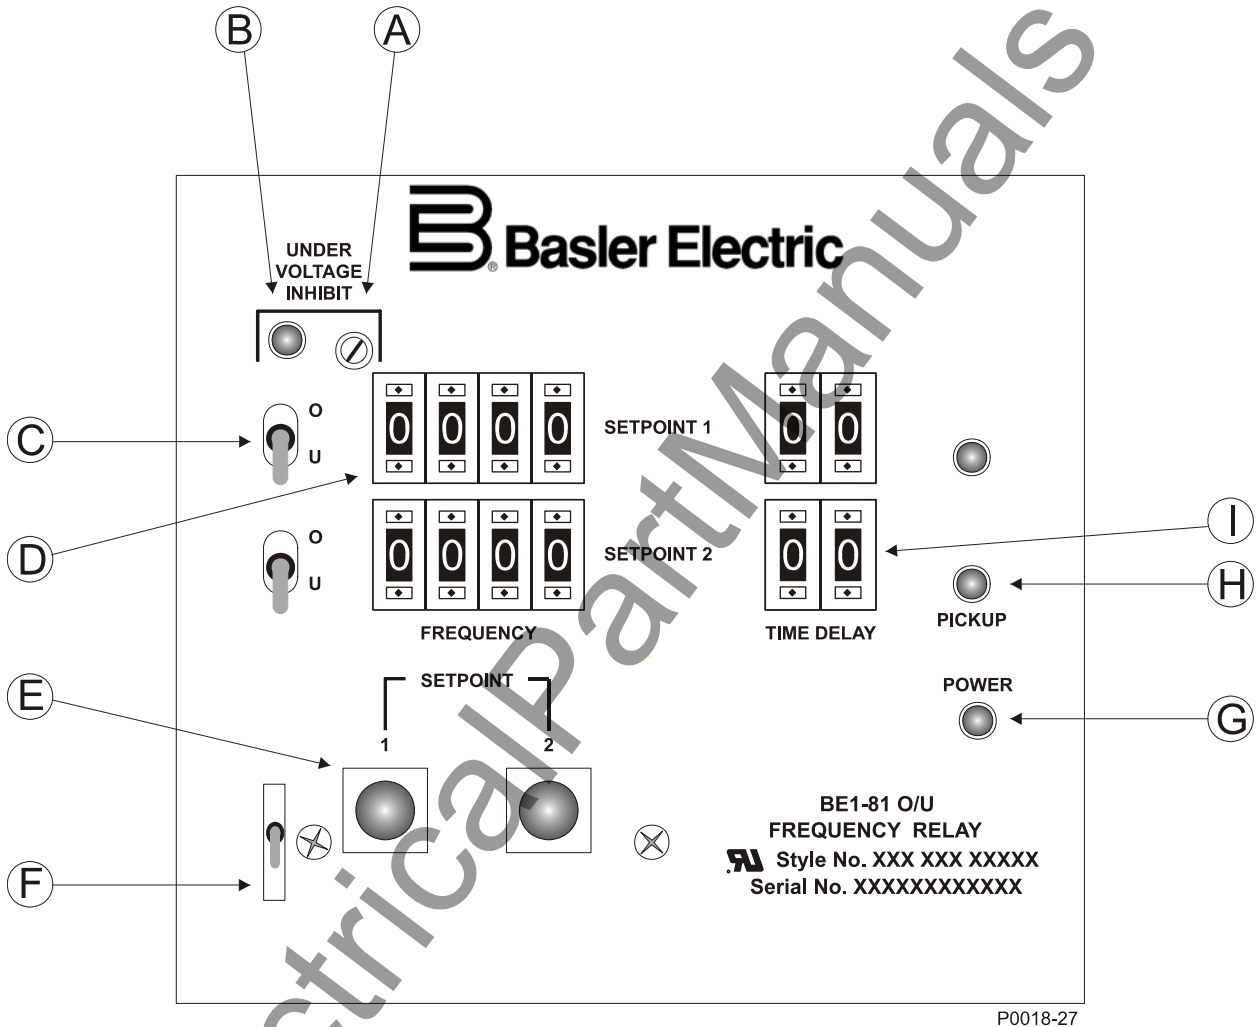 B A
Basler Electric
®
UNDER
VOLTAGE
INHIBIT
O
C
U
0 0 0 0
SETPOINT 1
0 0
D
O
U
0 0 0 0
SETPOINT 2
0 0
I
H
PICKUP
FREQUENCY
TIME DELAY
E
SETPOINT
1 2
POWER
G
F
BE1-81 O/U
FREQUENCY RELAY
Style No. XXX XXX XXXXX
Serial No. XXXXXXXXXXXX
P0018-27
ctricalPartManuals